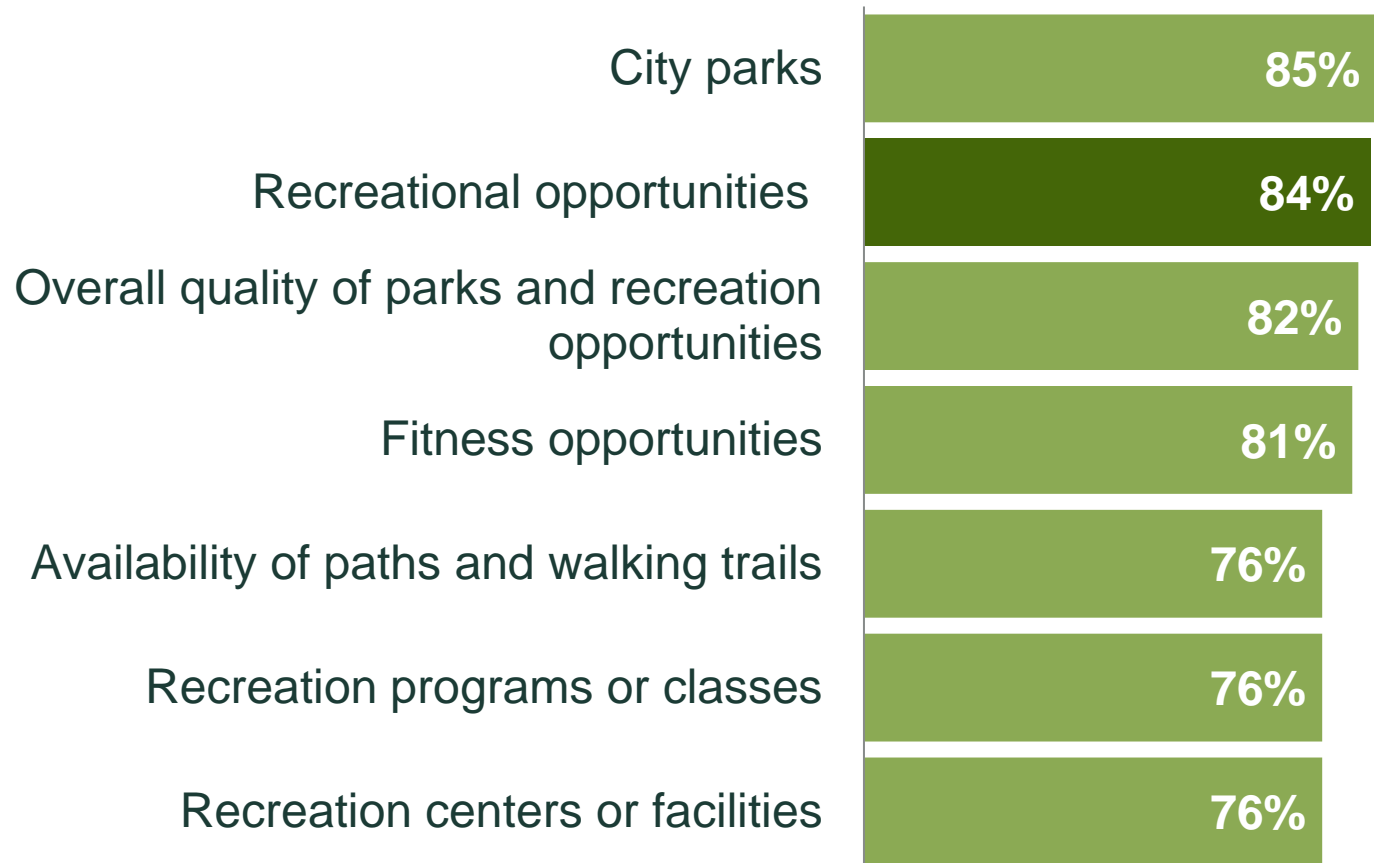 City parks 85%
Recreational opportunities 84%
Overall quality of parks and recreation
opportunities 82%
Fitness opportunities 81%
Availability of paths and walking trails 76%
Recreation programs or classes 76%
Recreation centers or facilities 76%